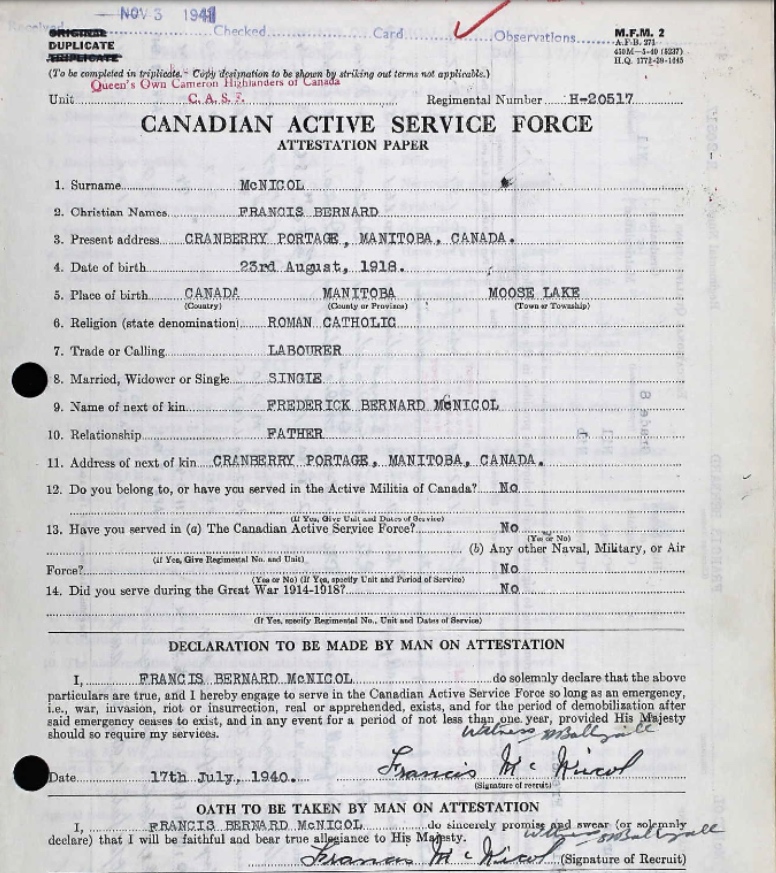 NOV 3 1941
Received Checked Card Observations
ORIGINAL
DUPLICATE
TRIPLICATE
M.F.M. 2
A.F.B. 271
H.Q. 1772-39-1445
(To be completed in triplicate. Copy designation to be shown by striking out terms not applicable.)
Queen's Own Cameron Highlanders of Canada
Unit C. A. S. F. Regimental Number H-20517
CANADIAN ACTIVE SERVICE FORCE
ATTESTATION PAPER
1. Surname McNICOL
2. Christian Names FRANCIS BERNARD
3. Present address CRANBERRY PORTAGE, MANITOBA, CANADA.
4. Date of birth 23rd August, 1918.
5. Place of birth CANADA MANITOBA MOOSE LAKE
(Country) (County or Province) (Town or Township)
6. Religion (state denomination) ROMAN CATHOLIC
7. Trade or Calling LABOURER
8. Married, Widower or Single SINGLE
9. Name of next of kin FREDERICK BERNARD McNICOL
10. Relationship FATHER
11. Address of next of kin CRANBERRY PORTAGE, MANITOBA, CANADA.
12. Do you belong to, or have you served in the Active Militia of Canada? No
(If Yes, Give Unit and Dates of Service)
13. Have you served in (a) The Canadian Active Service Force? No
(Yes or No)
(b) Any other Naval, Military, or Air
(If Yes, Give Regimental No. and Unit)
Force? No
(Yes or No) (If Yes, specify Unit and Period of Service)
14. Did you serve during the Great War 1914-1918? No
(If Yes, specify Regimental No., Unit and Dates of Service)
DECLARATION TO BE MADE BY MAN ON ATTESTATION
I, FRANCIS BERNARD McNICOL do solemnly declare that the above
particulars are true, and I hereby engage to serve in the Canadian Active Service Force so long as an emergency,
i.e., war, invasion, riot or insurrection, real or apprehended, exists, and for the period of demobilization after
said emergency ceases to exist, and in any event for a period of not less than one year, provided His Majesty
should so require my services.
Witness
Date 17th July, 1940. Francis McNicol
(Signature of recruit)
OATH TO BE TAKEN BY MAN ON ATTESTATION
I, FRANCIS BERNARD McNICOL do sincerely promise and swear (or solemnly
declare) that I will be faithful and bear true allegiance to His Majesty. Witness
Francis McNicol (Signature of Recruit)